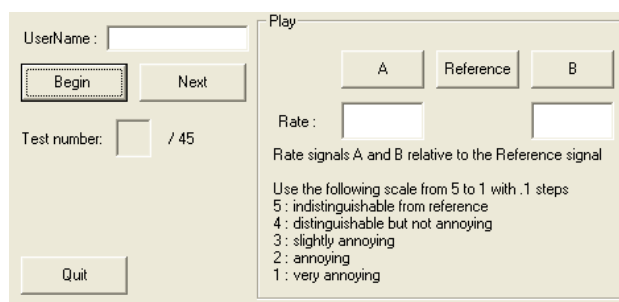 UserName :
Begin Next
Test number: / 45
Quit
Play
A Reference B
Rate :
Rate signals A and B relative to the Reference signal
Use the following scale from 5 to 1 with .1 steps
5 : indistinguishable from reference
4 : distinguishable but not annoying
3 : slightly annoying
2 : annoying
1 : very annoying